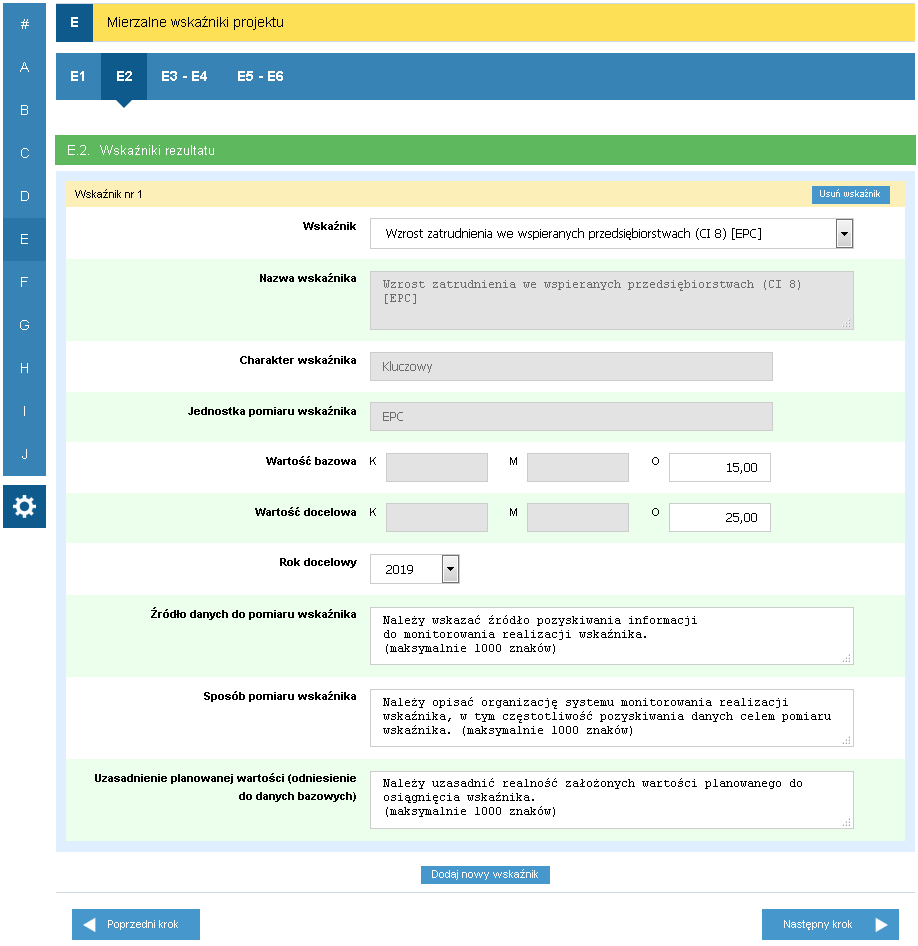 #
A
B
C
D
E
F
G
H
I
J
E Mierzalne wskaźniki projektu
E1 E2 E3 - E4 E5 - E6
E.2. Wskaźniki rezultatu
Wskaźnik nr 1 Usuń wskaźnik
Wskaźnik Wzrost zatrudnienia we wspieranych przedsiębiorstwach (CI 8) [EPC]
Nazwa wskaźnika Wzrost zatrudnienia we wspieranych przedsiębiorstwach (CI 8)
[EPC]
Charakter wskaźnika Kluczowy
Jednostka pomiaru wskaźnika EPC
Wartość bazowa K M O 15,00
Wartość docelowa K M O 25,00
Rok docelowy 2019
Źródło danych do pomiaru wskaźnika Należy wskazać źródło pozyskiwania informacji
do monitorowania realizacji wskaźnika.
(maksymalnie 1000 znaków)
Sposób pomiaru wskaźnika Należy opisać organizację systemu monitorowania realizacji
wskaźnika, w tym częstotliwość pozyskiwania danych celem pomiaru
wskaźnika. (maksymalnie 1000 znaków)
Uzasadnienie planowanej wartości (odniesienie
do danych bazowych)
Należy uzasadnić realność założonych wartości planowanego do
osiągnięcia wskaźnika.
(maksymalnie 1000 znaków)
Dodaj nowy wskaźnik
Poprzedni krok Następny krok